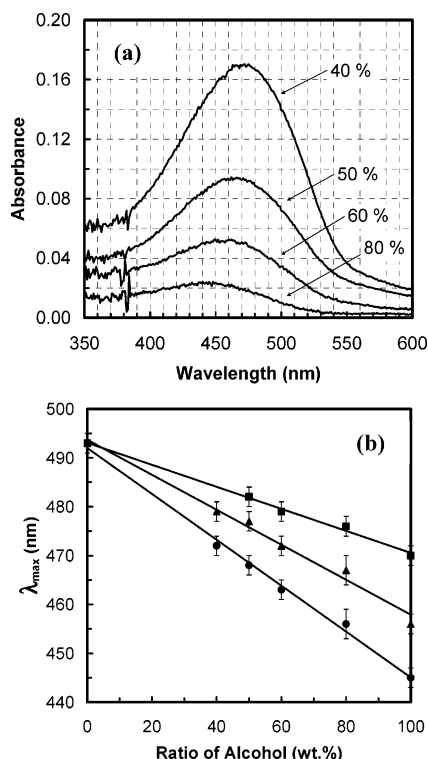 (a)
0.20
0.16
0.12
0.08
0.04
0.00
Absorbance
40 %
50 %
60 %
80 %
350 400 450 500 550 600
Wavelength (nm)
(b)
500
490
480
470
460
450
440
λmax (nm)
0 20 40 60 80 100
Ratio of Alcohol (wt.%)